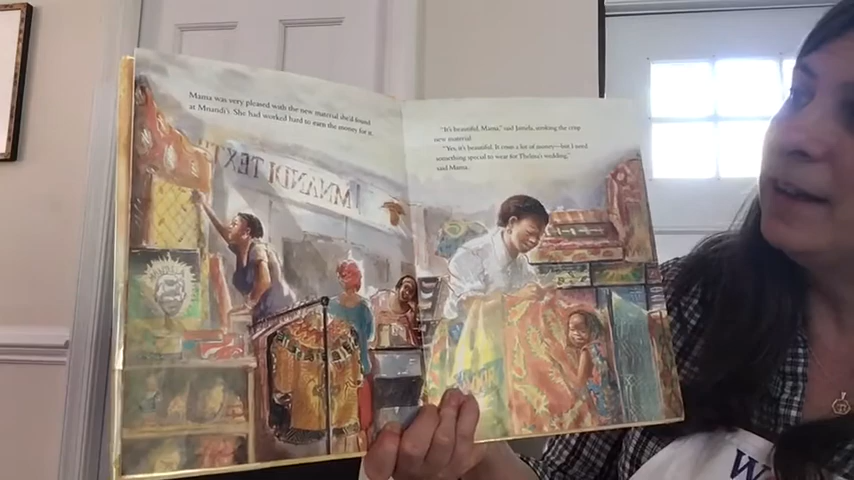 Mama was very pleased with the new material she'd found
at Mnandi's. She had worked hard to earn the money for it.
"It's beautiful, Mama," said Jamela, stroking the crisp
new material.
"Yes, it's beautiful. It costs a lot of money—but I need
something special to wear for Thelma's wedding,"
said Mama.
MNANDI TEXTI
W